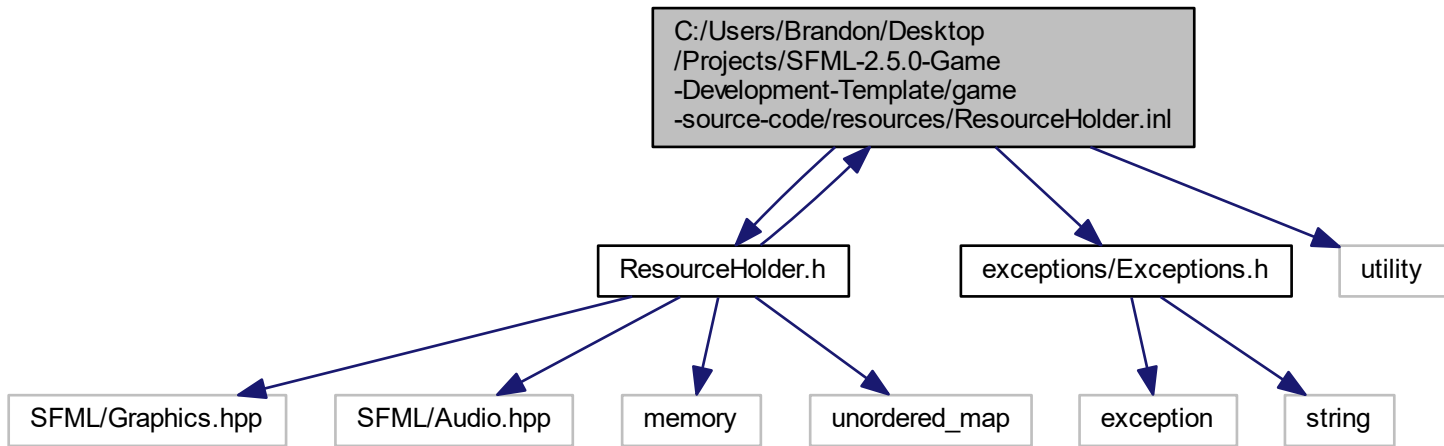 C:/Users/Brandon/Desktop
/Projects/SFML-2.5.0-Game
-Development-Template/game
-source-code/resources/ResourceHolder.inl
ResourceHolder.h
exceptions/Exceptions.h
utility
SFML/Graphics.hpp
SFML/Audio.hpp
memory
unordered_map
exception
string